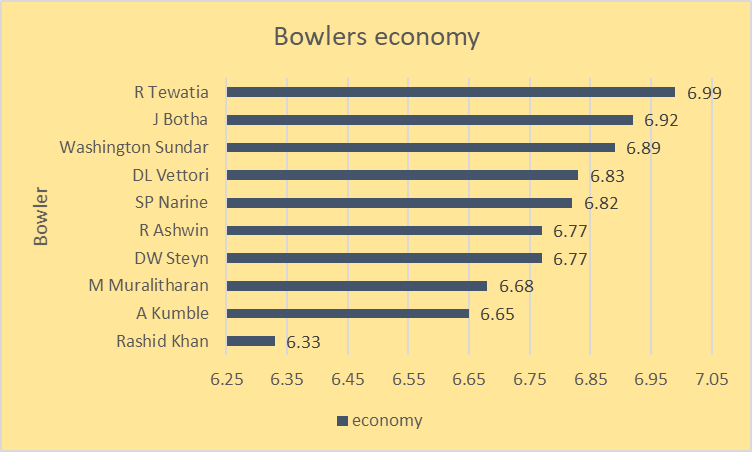 Bowlers economy
Bowler
R Tewatia 6.99
J Botha 6.92
Washington Sundar 6.89
DL Vettori 6.83
SP Narine 6.82
R Ashwin 6.77
DW Steyn 6.77
M Muralitharan 6.68
A Kumble 6.65
Rashid Khan 6.33
6.25 6.35 6.45 6.55 6.65 6.75 6.85 6.95 7.05
economy